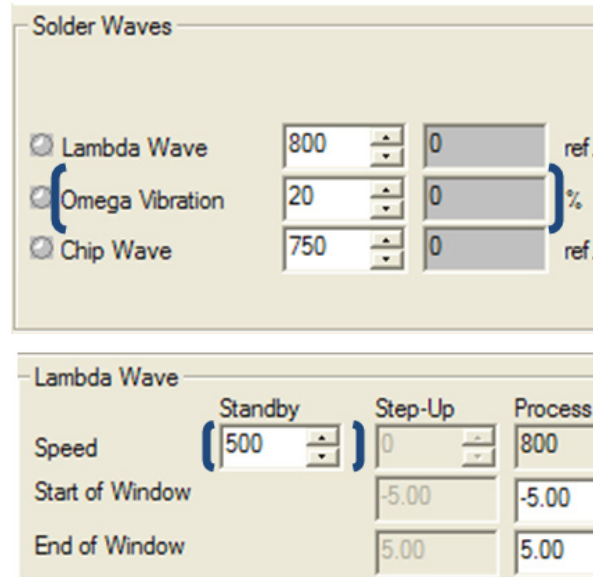 Solder Waves
Lambda Wave 800 0 ref.
Omega Vibration 20 0 %
Chip Wave 750 0 ref.
Lambda Wave
Standby Step-Up Process
Speed 500 0 800
Start of Window -5.00 -5.00
End of Window 5.00 5.00